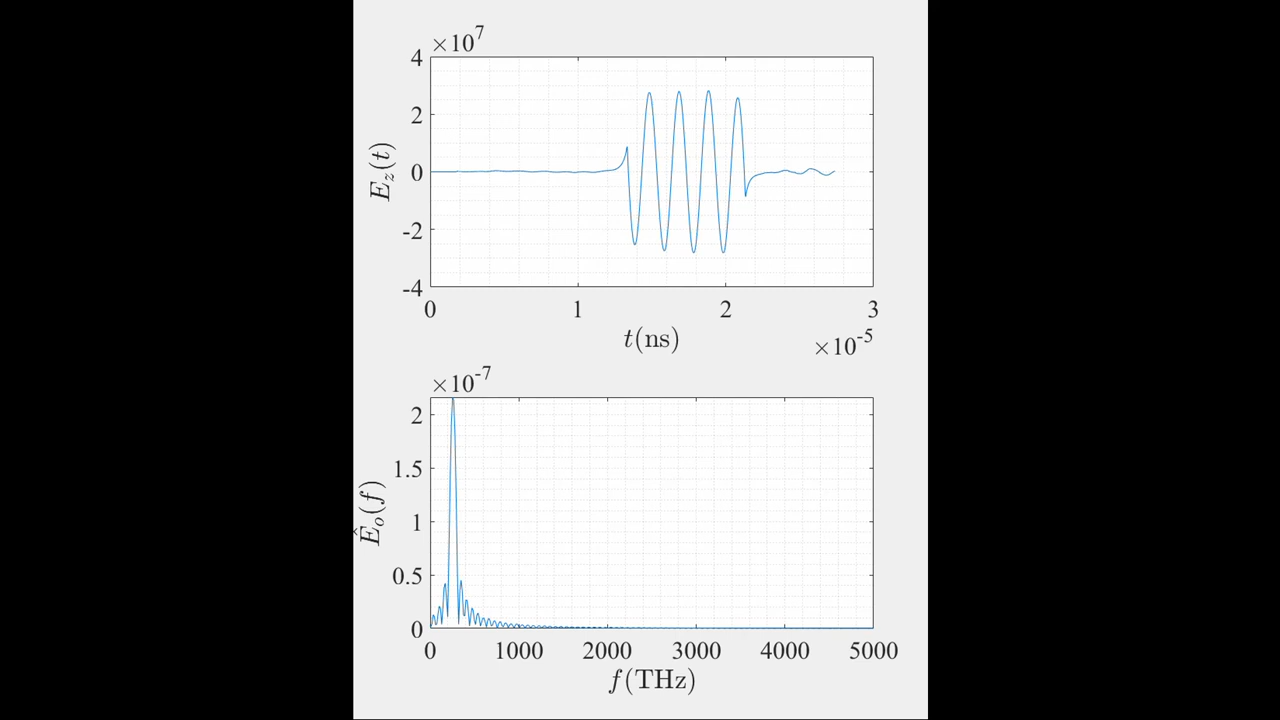 ×10^7
4
2
0
-2
-4
E_z(t)
0 1 2 3
t(ns)
×10^-5
×10^-7
2
1.5
1
0.5
0
Ê_o(f)
0 1000 2000 3000 4000 5000
f(THz)